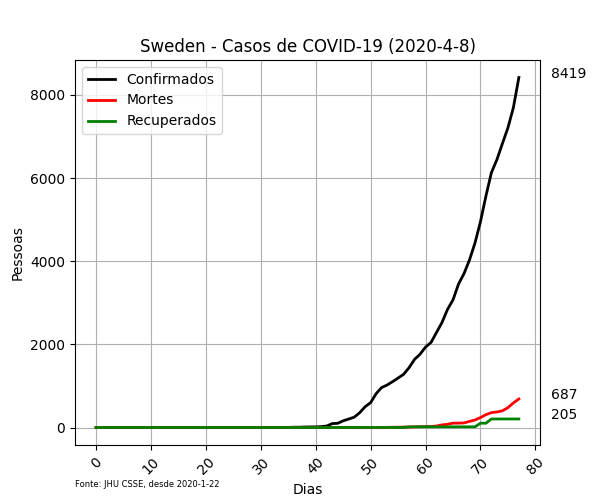 Sweden - Casos de COVID-19 (2020-4-8)
Confirmados
Mortes
Recuperados
8419
687
205
8000
6000
4000
2000
0
Pessoas
0 10 20 30 40 50 60 70 80
Dias
Fonte: JHU CSSE, desde 2020-1-22